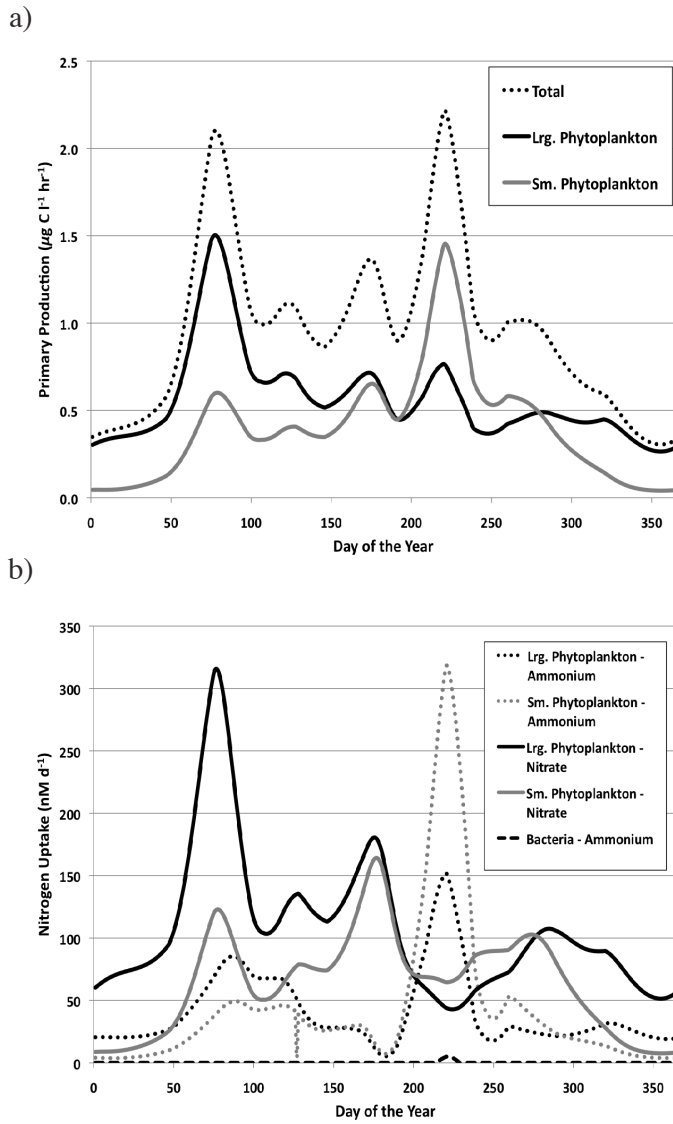 a)
2.5
2.0
1.5
1.0
0.5
0.0
Primary Production (µg C l⁻¹ hr⁻¹)
Total
Lrg. Phytoplankton
Sm. Phytoplankton
0 50 100 150 200 250 300 350
Day of the Year
b)
350
300
250
200
150
100
50
0
Nitrogen Uptake (nM d⁻¹)
Lrg. Phytoplankton -
Ammonium
Sm. Phytoplankton -
Ammonium
Lrg. Phytoplankton -
Nitrate
Sm. Phytoplankton -
Nitrate
Bacteria - Ammonium
0 50 100 150 200 250 300 350
Day of the Year